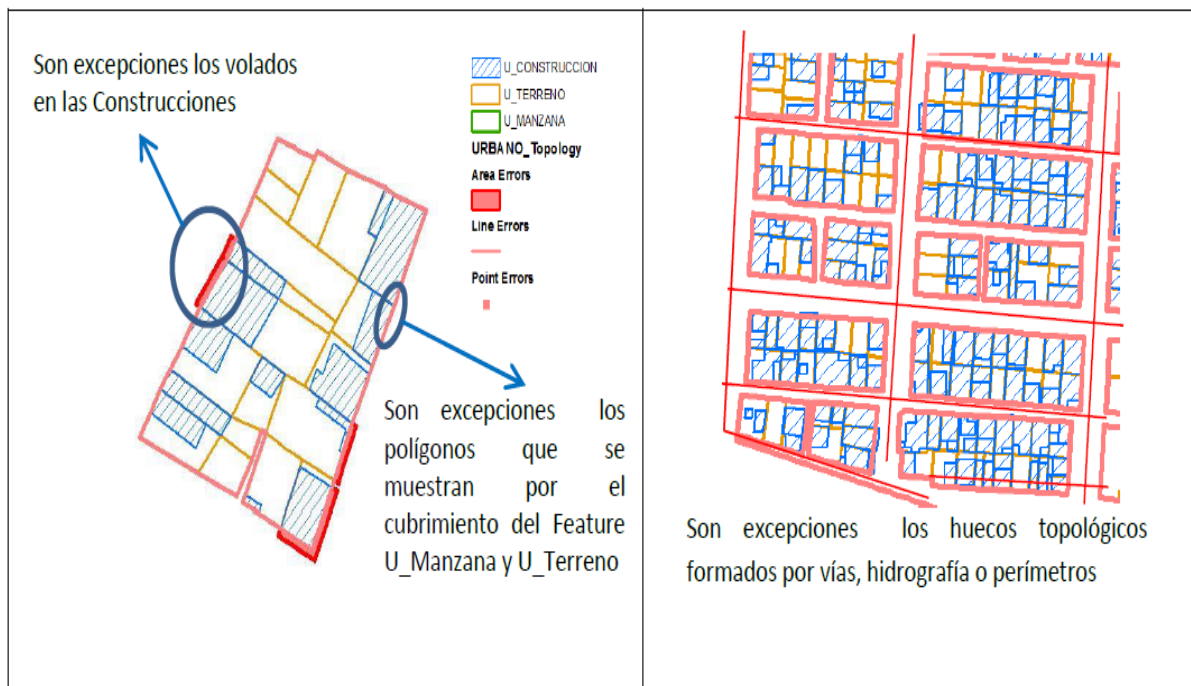 Son excepciones los volados
en las Construcciones
U_CONSTRUCCION
U_TERRENO
U_MANZANA
URBANO_Topology
Area Errors
Line Errors
Point Errors
Son excepciones los
polígonos que se
muestran por el
cubrimiento del Feature
U_Manzana y U_Terreno
Son excepciones los huecos topológicos
formados por vías, hidrografía o perímetros